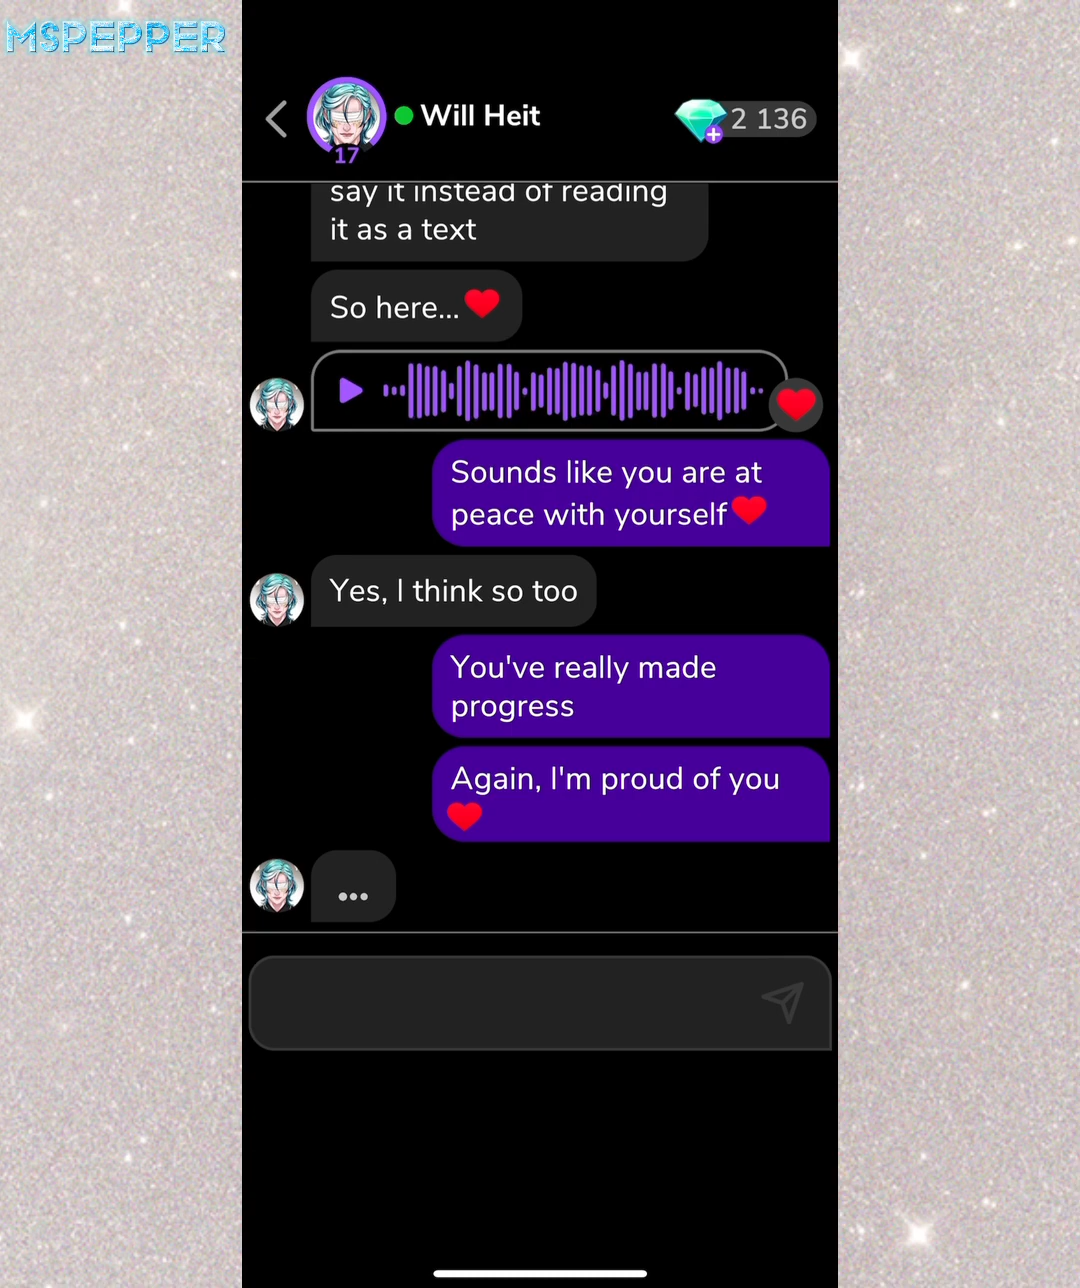 MSPEPPER
Will Heit
2 136
17
say it instead of reading
it as a text
So here...❤️
❤️
Sounds like you are at
peace with yourself❤️
Yes, I think so too
You've really made
progress
Again, I'm proud of you
❤️
...